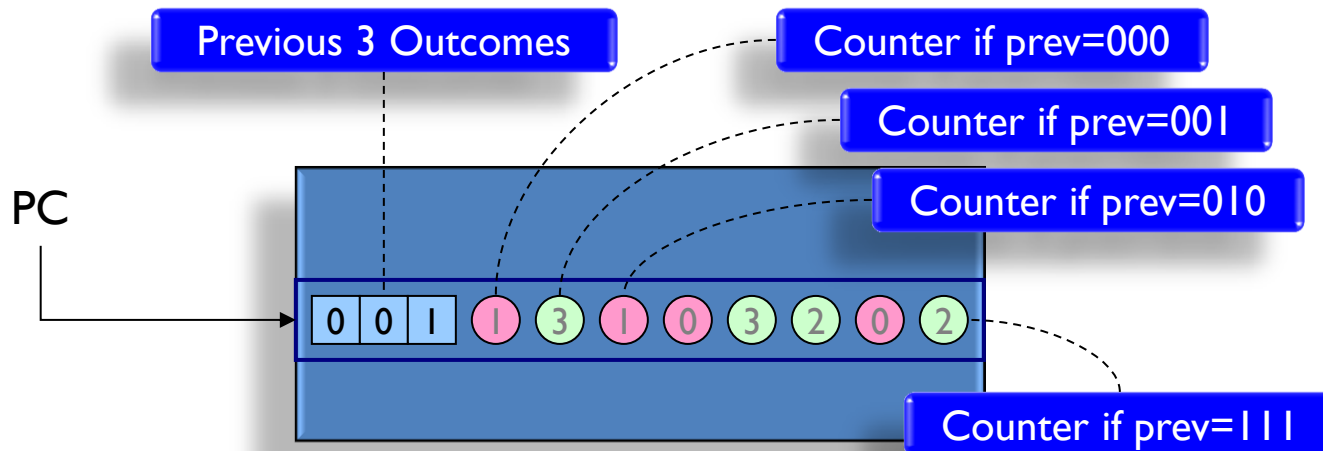 Previous 3 Outcomes
Counter if prev=000
Counter if prev=001
Counter if prev=010
PC
0 0 1 1 3 1 0 3 2 0 2
Counter if prev=111